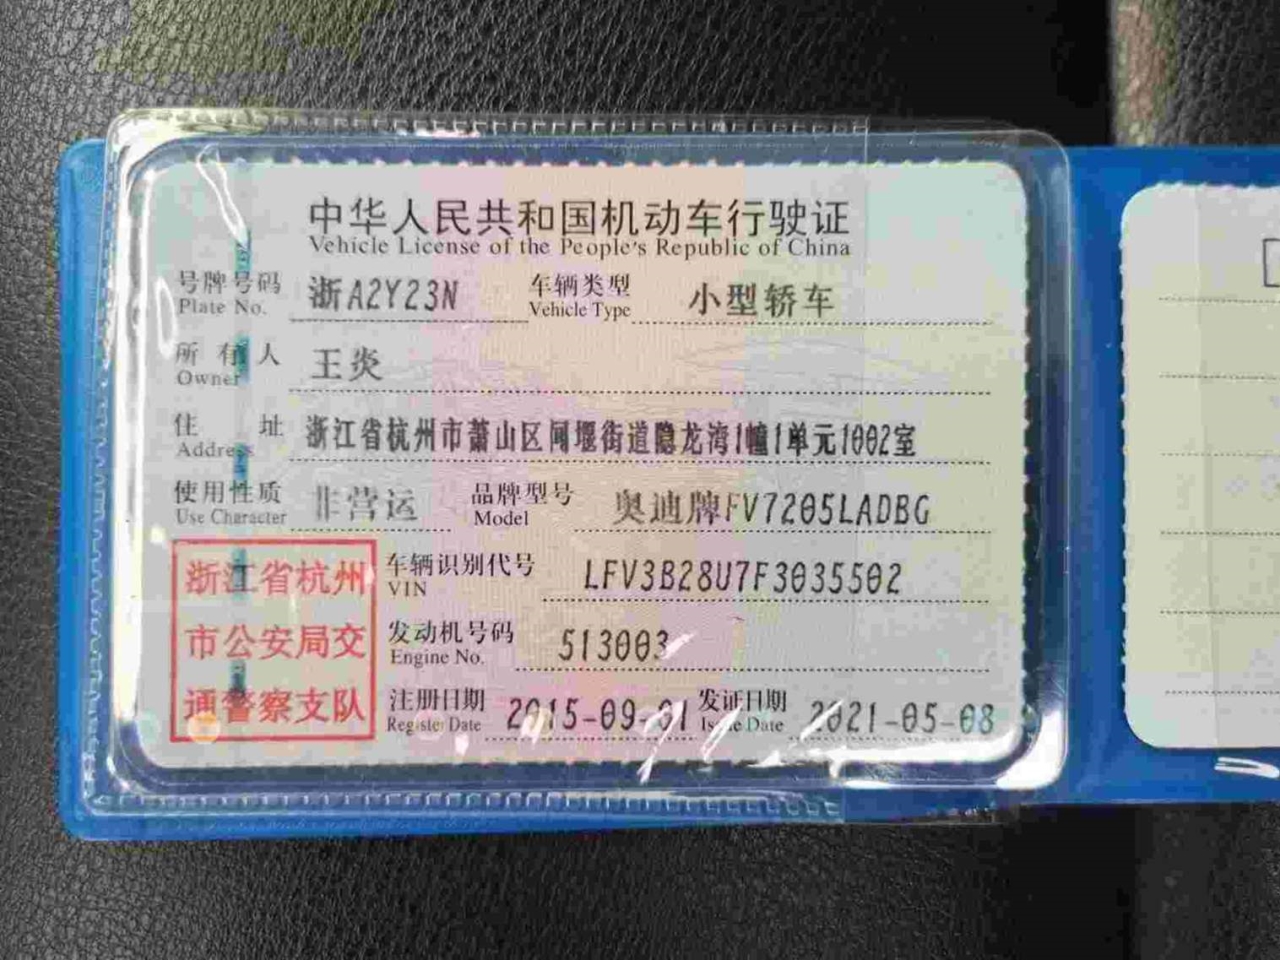 中华人民共和国机动车行驶证
Vehicle License of the People's Republic of China
号牌号码 浙A2Y23N 车辆类型 小型轿车
Plate No. Vehicle Type
所有人 王炎
Owner
住址 浙江省杭州市萧山区闻堰街道隐龙湾1幢1单元1002室
Address
使用性质 非营运 品牌型号 奥迪牌FV7205LADBG
Use Character Model
浙江省杭州市公安局交通警察支队
车辆识别代号 LFV3B28U7F3035502
VIN
发动机号码 513003
Engine No.
注册日期 2015-09-01 发证日期 2021-05-08
Register Date Issue Date